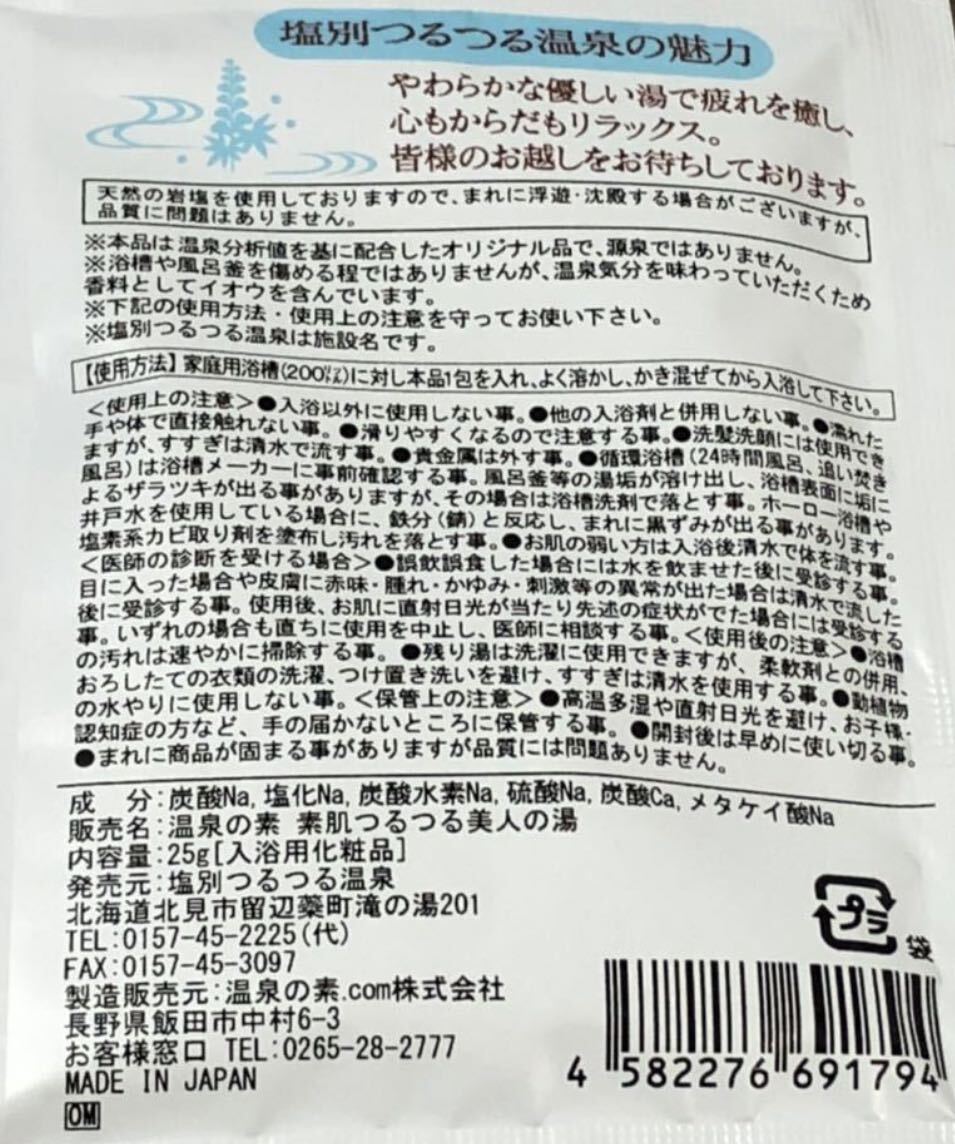 塩別つるつる温泉の魅力
やわらかな優しい湯で疲れを癒し、
心もからだもリラックス。
皆様のお越しをお待ちしております。
天然の岩塩を使用しておりますので、まれに浮遊・沈殿する場合がございますが、
品質に問題はありません。
※本品は温泉分析値を基に配合したオリジナル品で、源泉ではありません。
※浴槽や風呂釜を傷める程ではありませんが、温泉気分を味わっていただくため
香料としてイオウを含んでいます。
※下記の使用方法・使用上の注意を守ってお使い下さい。
※塩別つるつる温泉は施設名です。
【使用方法】家庭用浴槽(200㍑)に対し本品1包を入れ、よく溶かし、かき混ぜてから入浴して下さい。
＜使用上の注意＞●入浴以外に使用しない事。●他の入浴剤と併用しない事。●濡れた
手や体で直接触れない事。●滑りやすくなるので注意する事。●洗髪洗顔には使用でき
ますが、すすぎは清水で流す事。●貴金属は外す事。●循環浴槽(24時間風呂、追い焚き
風呂)は浴槽メーカーに事前確認する事。風呂釜等の湯垢が溶け出し、浴槽表面に垢に
よるザラツキが出る事がありますが、その場合は浴槽洗剤で落とす事。ホーロー浴槽や
井戸水を使用している場合に、鉄分(錆)と反応し、まれに黒ずみが出る事があります。
塩素系カビ取り剤を塗布し汚れを落とす事。●お肌の弱い方は入浴後清水で体を流す事。
＜医師の診断を受ける場合＞●誤飲誤食した場合には水を飲ませた後に受診する事。
目に入った場合や皮膚に赤味・腫れ・かゆみ・刺激等の異常が出た場合は清水で流した
後に受診する事。使用後、お肌に直射日光が当たり先述の症状がでた場合には受診する
事。いずれの場合も直ちに使用を中止し、医師に相談する事。＜使用後の注意＞●浴槽
の汚れは速やかに掃除する事。●残り湯は洗濯に使用できますが、柔軟剤との併用、
おろしたての衣類の洗濯、つけ置き洗いを避け、すすぎは清水を使用する事。●動植物
の水やりに使用しない事。＜保管上の注意＞●高温多湿や直射日光を避け、お子様・
認知症の方など、手の届かないところに保管する事。●開封後は早めに使い切る事。
●まれに商品が固まる事がありますが品質には問題ありません。
成　分:炭酸Na, 塩化Na, 炭酸水素Na, 硫酸Na, 炭酸Ca, メタケイ酸Na
販売名:温泉の素 素肌つるつる美人の湯
内容量:25g[入浴用化粧品]
発売元:塩別つるつる温泉
北海道北見市留辺蘂町滝の湯201
TEL:0157-45-2225(代)
FAX:0157-45-3097
製造販売元:温泉の素.com株式会社
長野県飯田市中村6-3
お客様窓口 TEL:0265-28-2777
MADE IN JAPAN
OM
プラ
袋
4 582276 691794